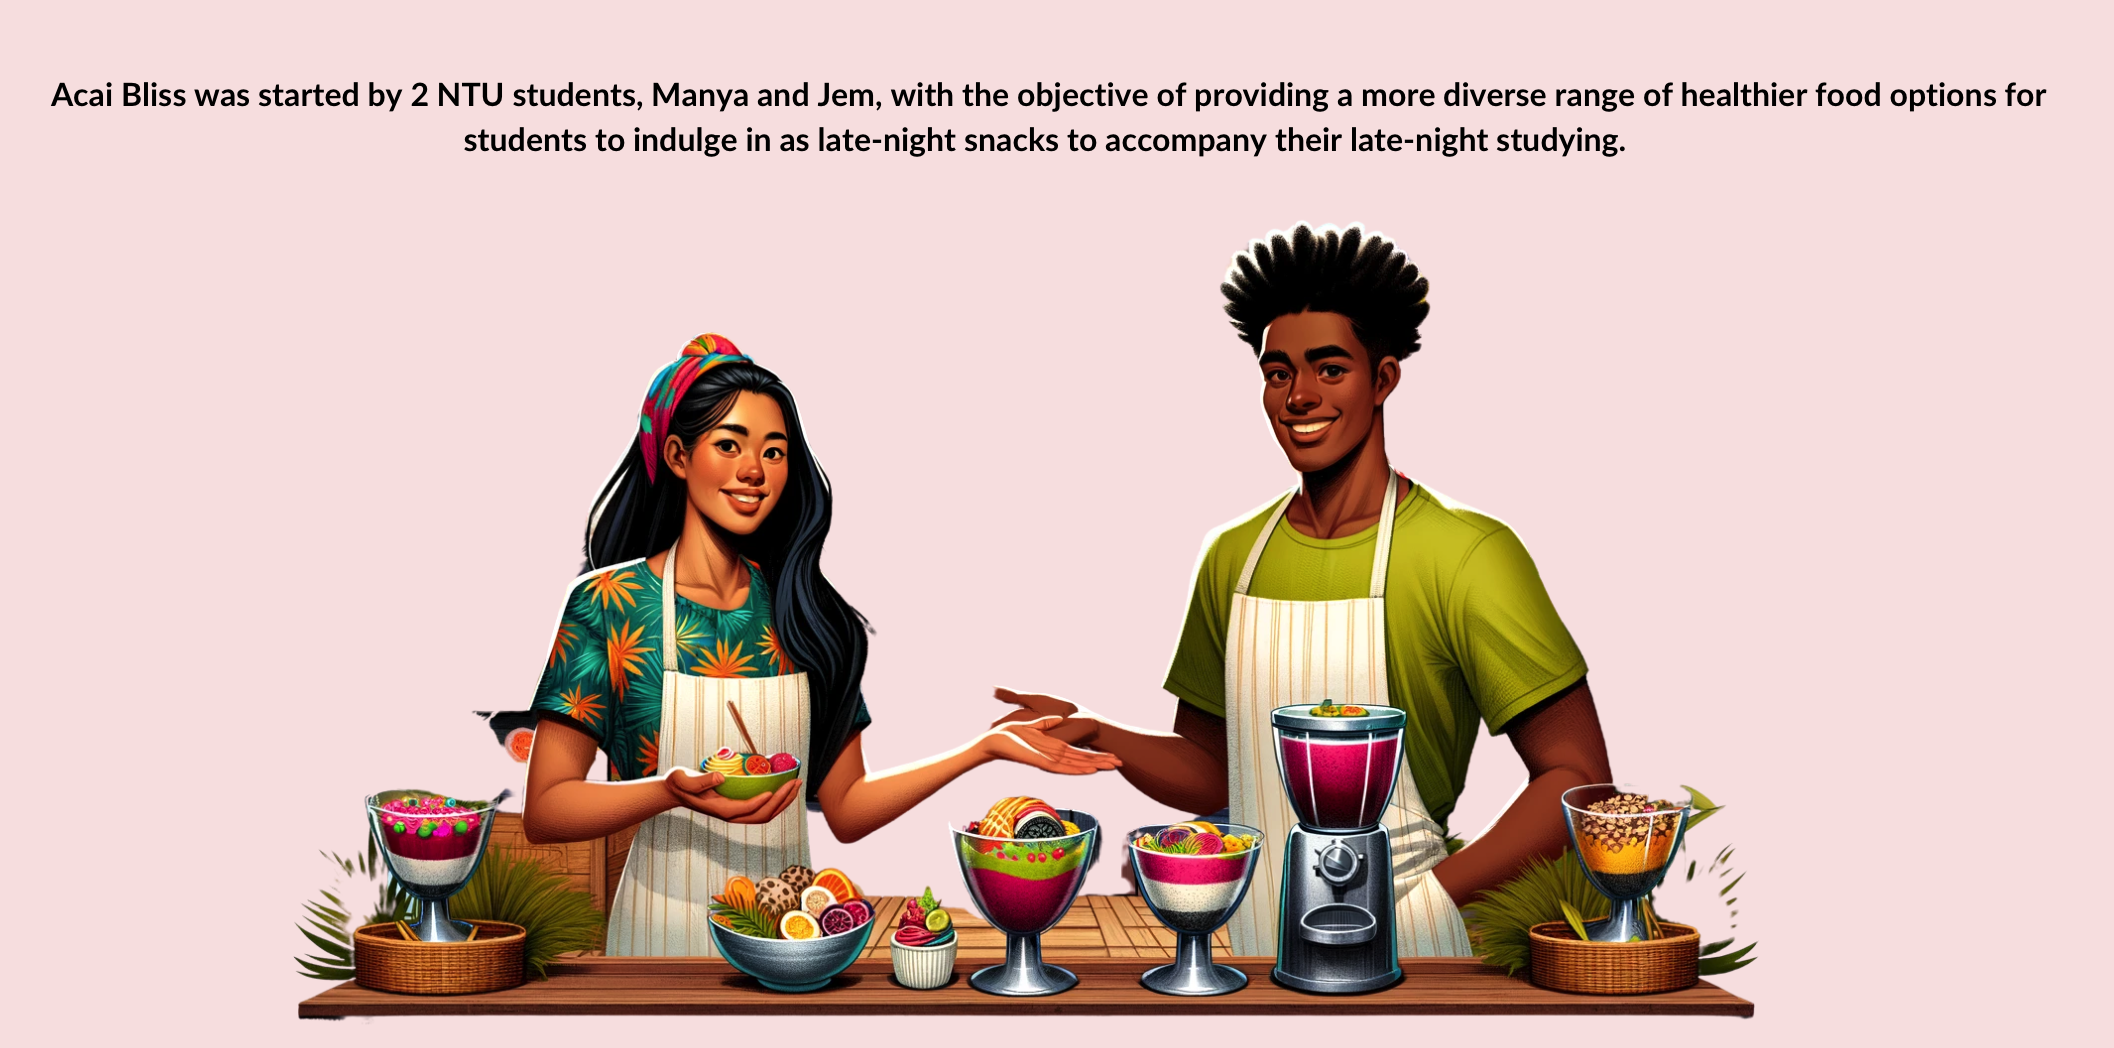 Acai Bliss was started by 2 NTU students, Manya and Jem, with the objective of providing a more diverse range of healthier food options for
students to indulge in as late-night snacks to accompany their late-night studying.